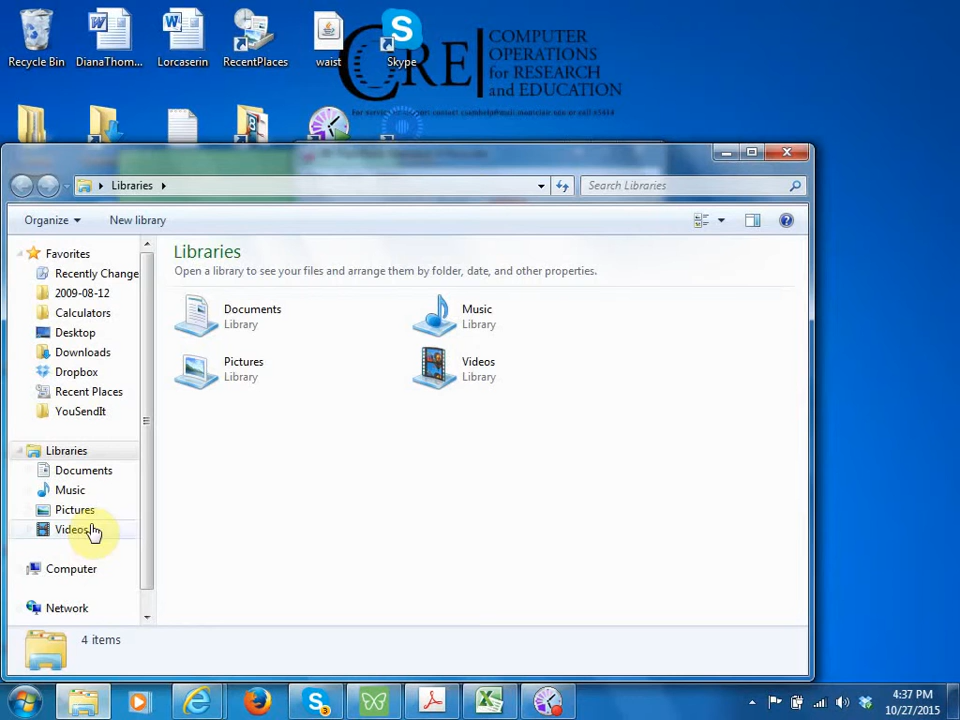 Recycle Bin
DianaThom...
Lorcaserin
RecentPlaces
waist
Skype
CRE
COMPUTER
OPERATIONS
for RESEARCH
and EDUCATION
Libraries
Search Libraries
Organize
New library
Favorites
Recently Change
2009-08-12
Calculators
Desktop
Downloads
Dropbox
Recent Places
YouSendIt
Libraries
Documents
Music
Pictures
Videos
Computer
Network
Libraries
Open a library to see your files and arrange them by folder, date, and other properties.
Documents
Library
Music
Library
Pictures
Library
Videos
Library
4 items
3
4:37 PM
10/27/2015